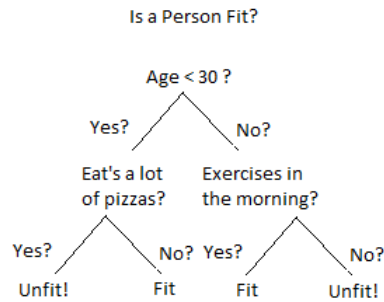 Is a Person Fit?
Age < 30 ?
Yes?
No?
Eat's a lot
of pizzas?
Exercises in
the morning?
Yes?
No?
Yes?
No?
Unfit!
Fit
Fit
Unfit!